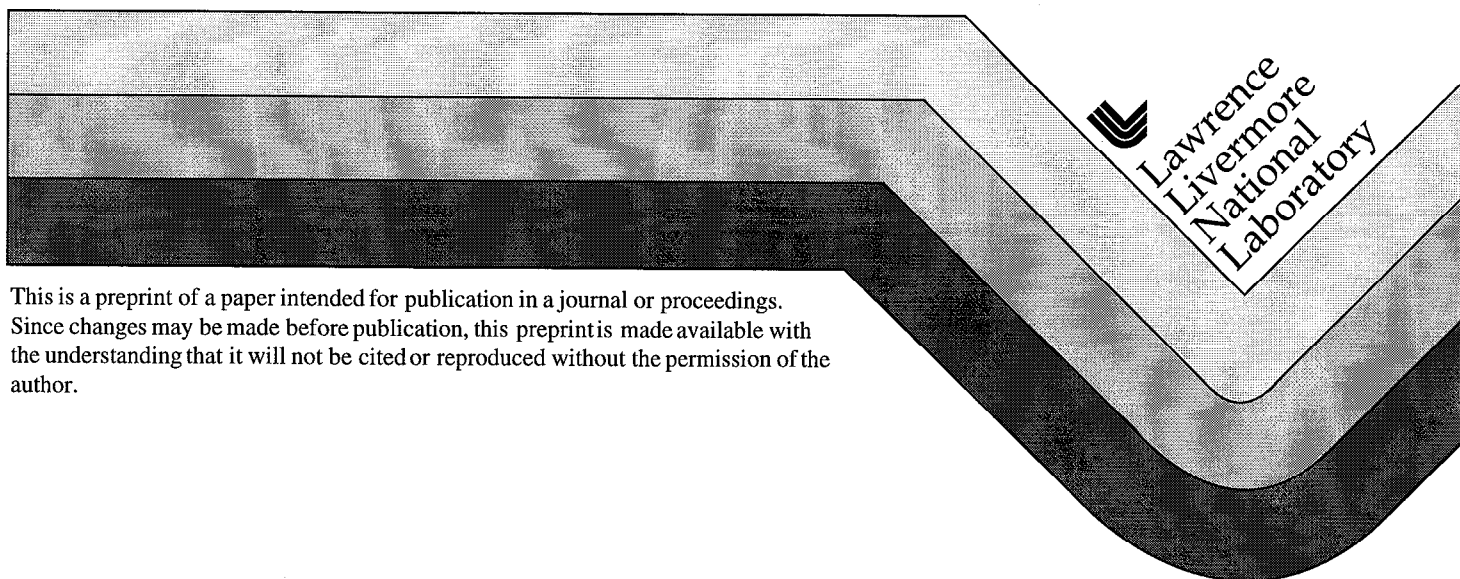 Lawrence
Livermore
National
Laboratory
This is a preprint of a paper intended for publication in a journal or proceedings.
Since changes may be made before publication, this preprint is made available with
the understanding that it will not be cited or reproduced without the permission of the
author.